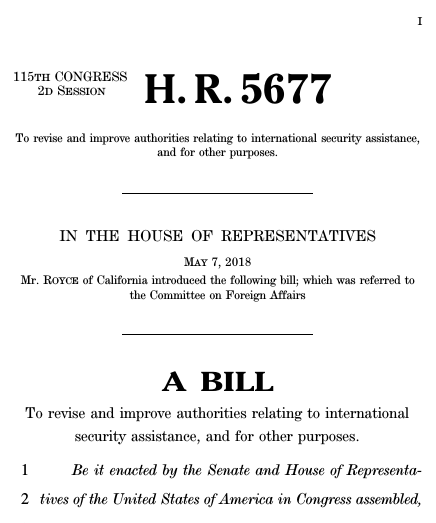 I
115TH CONGRESS
2D SESSION
H. R. 5677
To revise and improve authorities relating to international security assistance,
and for other purposes.
IN THE HOUSE OF REPRESENTATIVES
MAY 7, 2018
Mr. ROYCE of California introduced the following bill; which was referred to
the Committee on Foreign Affairs
A BILL
To revise and improve authorities relating to international
security assistance, and for other purposes.
1 Be it enacted by the Senate and House of Representa-
2 tives of the United States of America in Congress assembled,